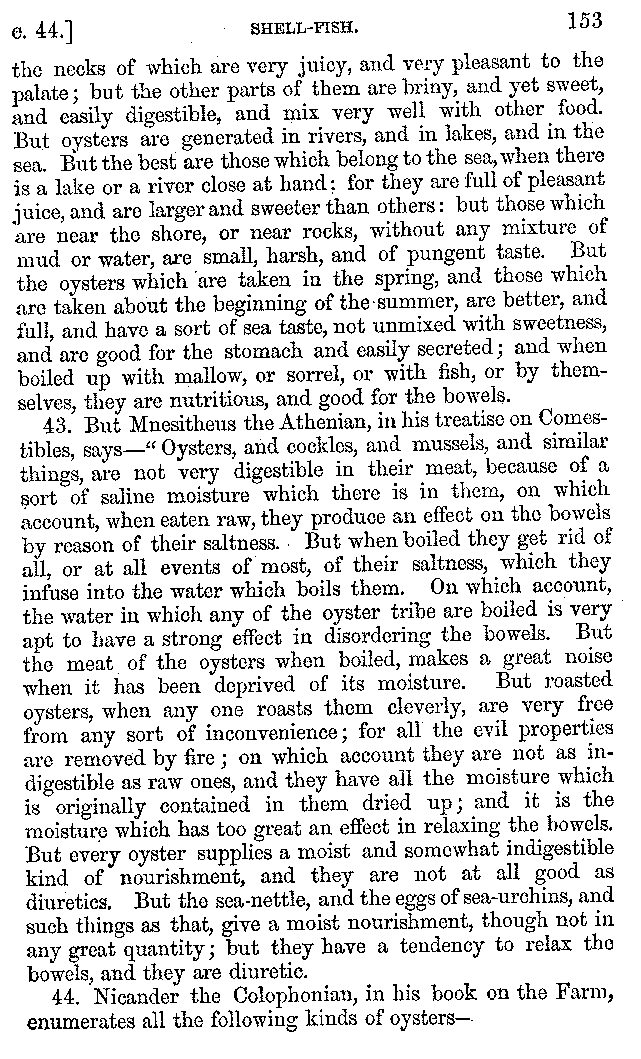 c. 44.] SHELL-FISH. 153
the necks of which are very juicy, and very pleasant to the
palate; but the other parts of them are briny, and yet sweet,
and easily digestible, and mix very well with other food.
But oysters are generated in rivers, and in lakes, and in the
sea. But the best are those which belong to the sea, when there
is a lake or a river close at hand: for they are full of pleasant
juice, and are larger and sweeter than others: but those which
are near the shore, or near rocks, without any mixture of
mud or water, are small, harsh, and of pungent taste. But
the oysters which are taken in the spring, and those which
are taken about the beginning of the summer, are better, and
full, and have a sort of sea taste, not unmixed with sweetness,
and are good for the stomach and easily secreted; and when
boiled up with mallow, or sorrel, or with fish, or by them-
selves, they are nutritious, and good for the bowels.
43. But Mnesitheus the Athenian, in his treatise on Comes-
tibles, says—“Oysters, and cockles, and mussels, and similar
things, are not very digestible in their meat, because of a
sort of saline moisture which there is in them, on which
account, when eaten raw, they produce an effect on the bowels
by reason of their saltness. But when boiled they get rid of
all, or at all events of most, of their saltness, which they
infuse into the water which boils them. On which account,
the water in which any of the oyster tribe are boiled is very
apt to have a strong effect in disordering the bowels. But
the meat of the oysters when boiled, makes a great noise
when it has been deprived of its moisture. But roasted
oysters, when any one roasts them cleverly, are very free
from any sort of inconvenience; for all the evil properties
are removed by fire; on which account they are not as in-
digestible as raw ones, and they have all the moisture which
is originally contained in them dried up; and it is the
moisture which has too great an effect in relaxing the bowels.
But every oyster supplies a moist and somewhat indigestible
kind of nourishment, and they are not at all good as
diuretics. But the sea-nettle, and the eggs of sea-urchins, and
such things as that, give a moist nourishment, though not in
any great quantity; but they have a tendency to relax the
bowels, and they are diuretic.
44. Nicander the Colophonian, in his book on the Farm,
enumerates all the following kinds of oysters—